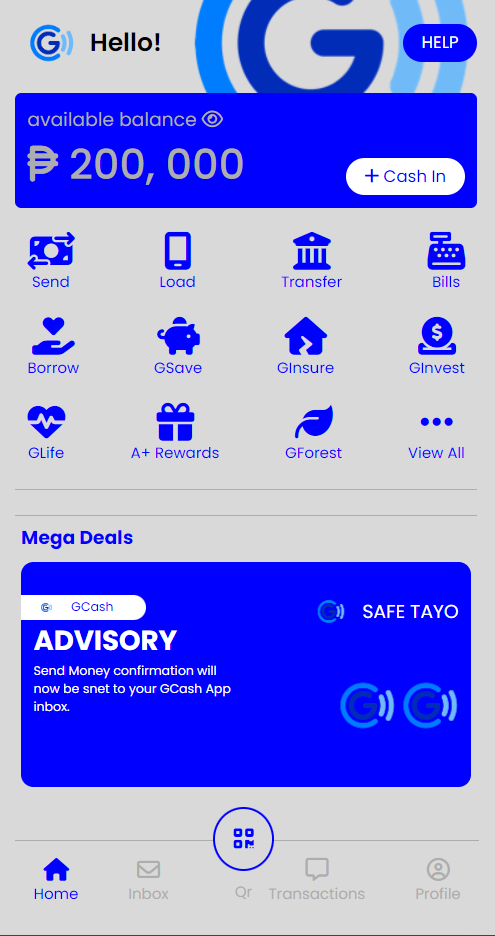 Hello!
HELP
available balance
₱ 200, 000
+ Cash In
Send Load Transfer Bills
Borrow GSave GInsure GInvest
GLife A+ Rewards GForest View All
Mega Deals
GCash
SAFE TAYO
ADVISORY
Send Money confirmation will
now be snet to your GCash App
inbox.
Home Inbox Qr Transactions Profile